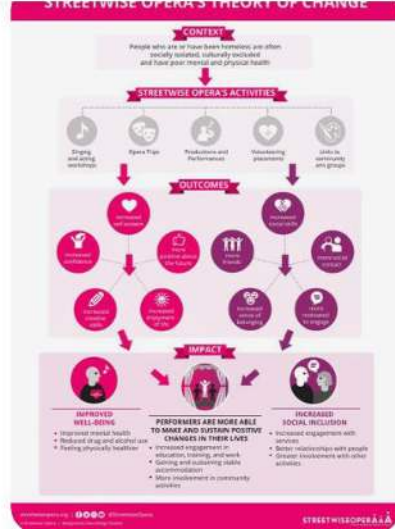 STREETWISE OPERA'S THEORY OF CHANGE
CONTEXT
People who are or have been homeless are often
socially isolated, culturally excluded
and have poor mental and physical health
STREETWISE OPERA'S ACTIVITIES
Singing
and acting
workshops
Opera Trips
Productions and
Performances
Volunteering
placements
Links to
community
arts groups
OUTCOMES
Increased
self-esteem
Increased
confidence
more
positive about
the future
Increased
creative
skills
Increased
enjoyment
of life
Increased
social skills
more
friends
more social
contact
Increased
sense of
belonging
more
motivated
to engage
IMPACT
IMPROVED
WELL-BEING
• Improved mental health
• Reduced drug and alcohol use
• Feeling physically healthier
PERFORMERS ARE MORE ABLE
TO MAKE AND SUSTAIN POSITIVE
CHANGES IN THEIR LIVES
• Increased engagement in
education, training, and work
• Gaining and sustaining stable
accommodation
• More involvement in community
activities
INCREASED
SOCIAL INCLUSION
• Increased engagement with
services
• Better relationships with people
• Greater involvement with other
activities
streetwiseopera.org
@StreetwiseOpera
STREETWISEOPERA